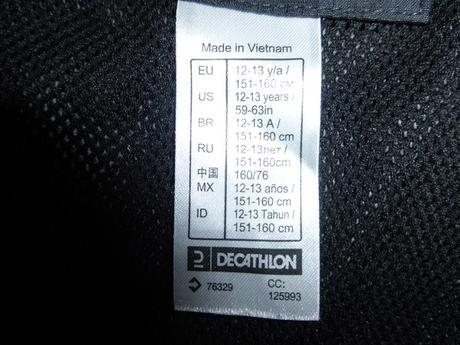 Made in Vietnam
EU 12-13 y/a /
151-160 cm
US 12-13 years /
59-63in
BR 12-13 A /
151-160 cm
RU 12-13лет /
151-160cm
中国 160/76
MX 12-13 años /
151-160 cm
ID 12-13 Tahun /
151-160 cm
DECATHLON
76329 CC:
125993